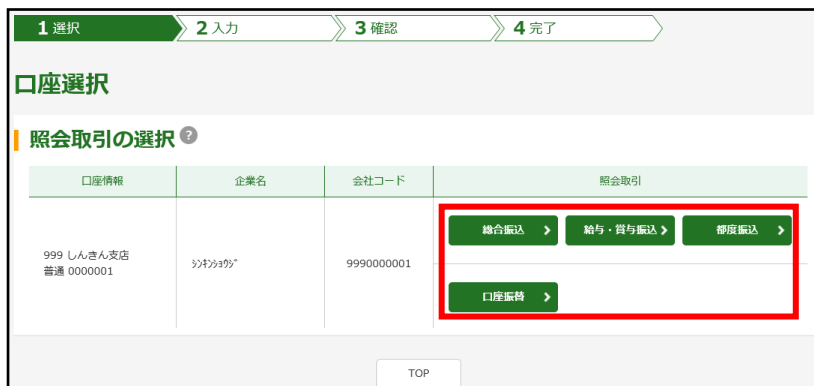 1 選択 2 入力 3 確認 4 完了
口座選択
照会取引の選択 ?
口座情報 企業名 会社コード 照会取引
総合振込 給与・賞与振込 都度振込
999 しんきん支店
普通 0000001
ｼﾝｷﾝｼｮｳｼﾞ
9990000001
口座振替
TOP